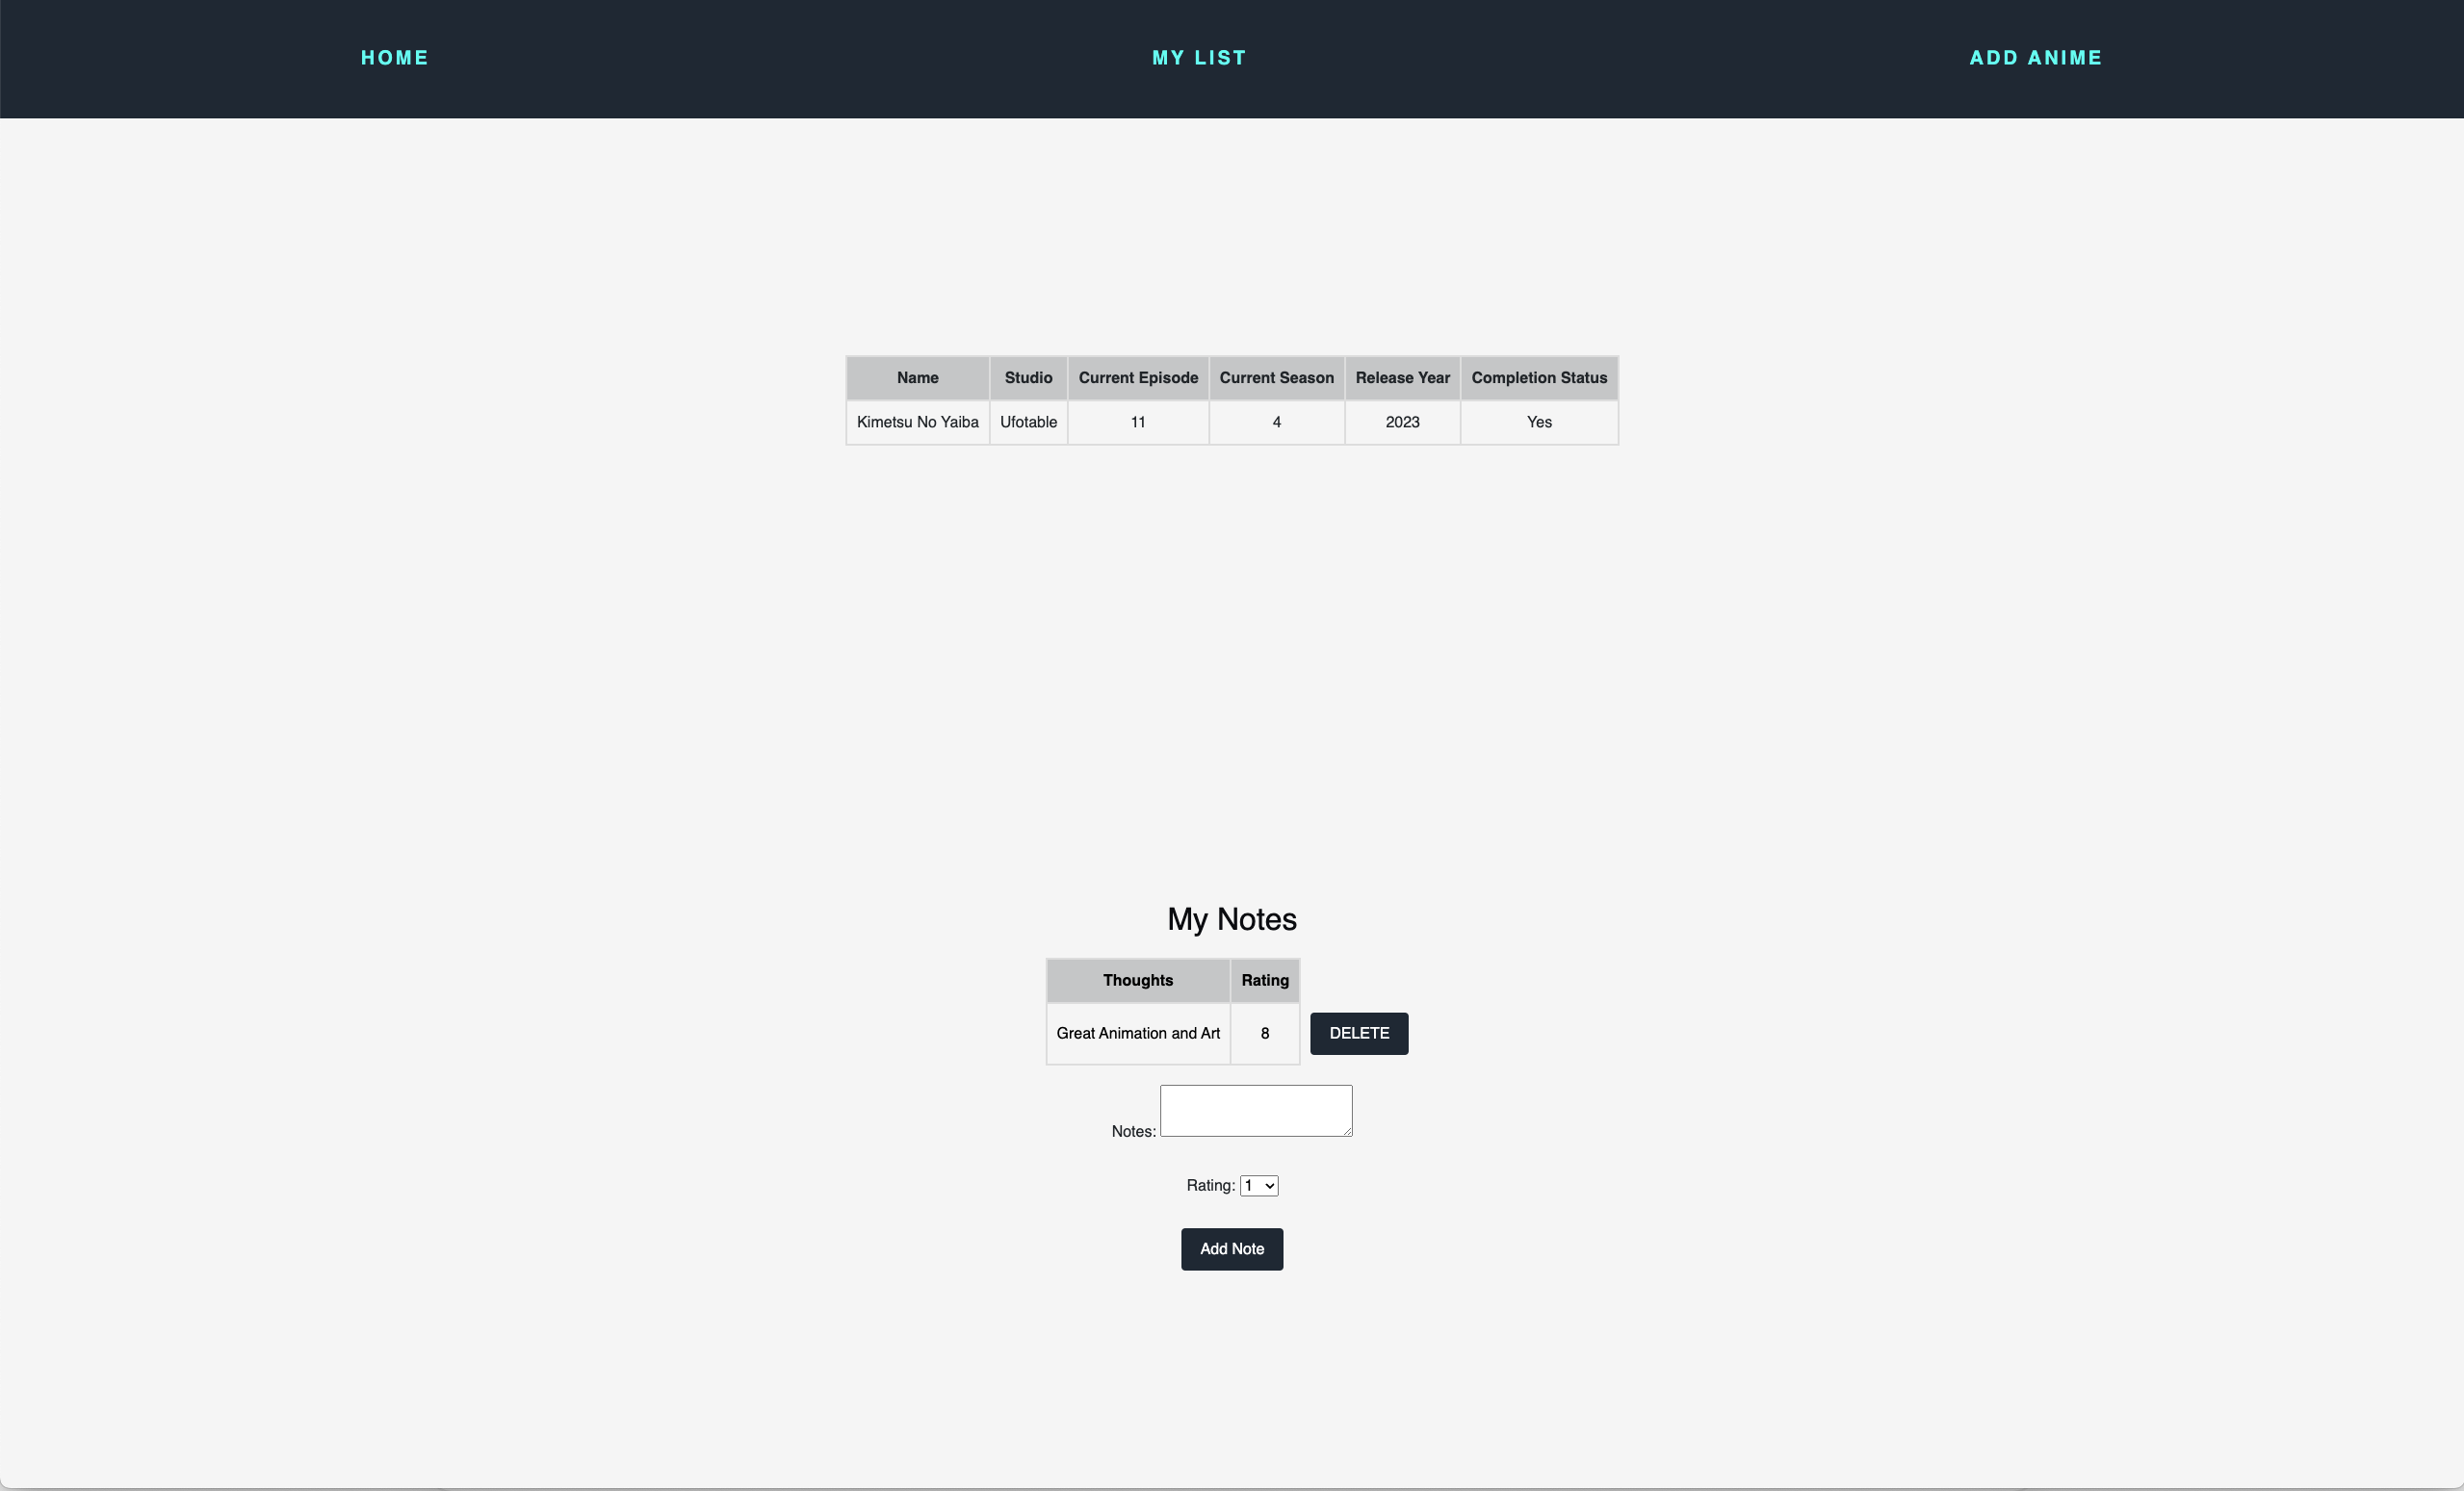 HOME MY LIST ADD ANIME
Name Studio Current Episode Current Season Release Year Completion Status
Kimetsu No Yaiba Ufotable 11 4 2023 Yes
My Notes
Thoughts Rating
Great Animation and Art 8 DELETE
Notes:
Rating: 1
Add Note